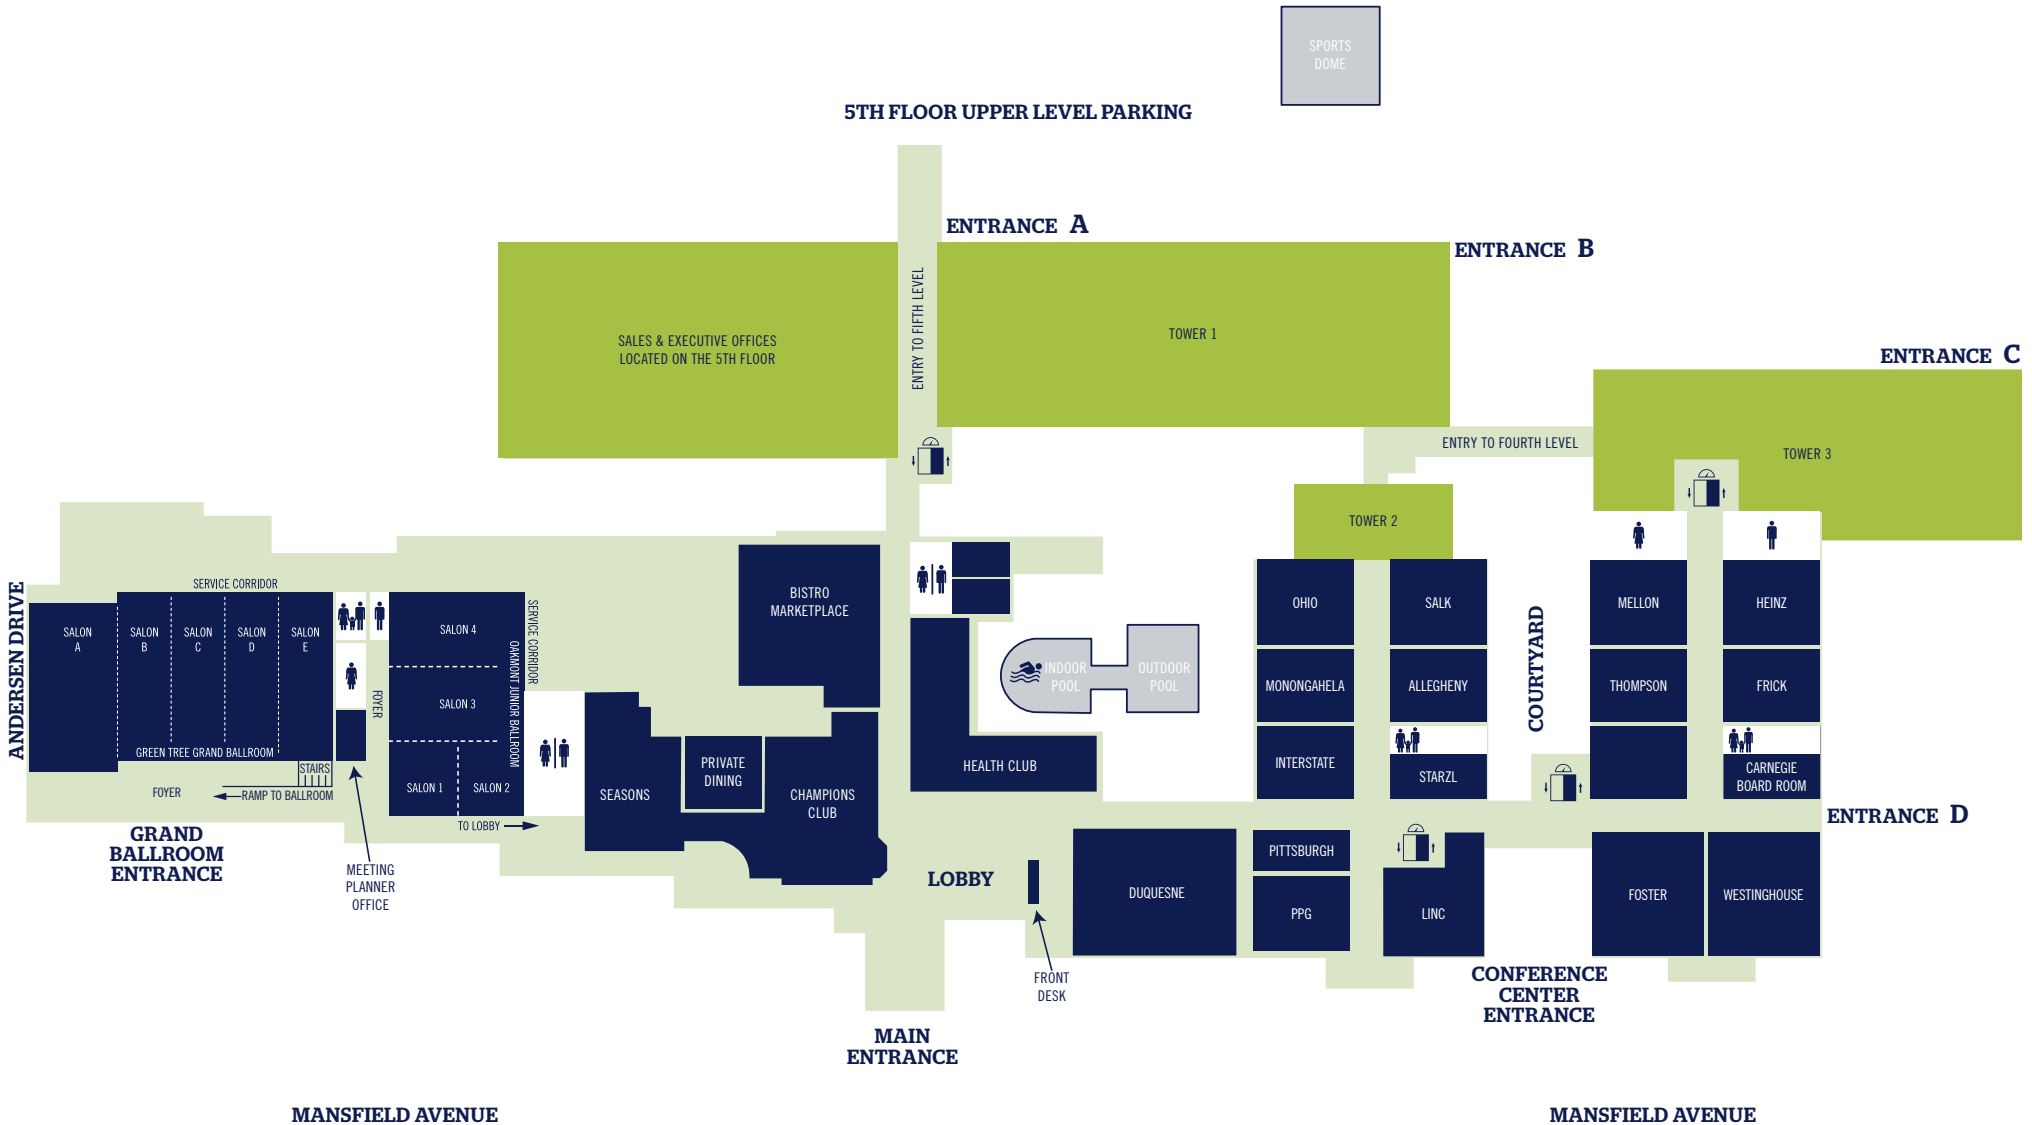 SPORTS
DOME
5TH FLOOR UPPER LEVEL PARKING
ENTRANCE A
ENTRANCE B
ENTRY TO FIFTH LEVEL
SALES & EXECUTIVE OFFICES
LOCATED ON THE 5TH FLOOR
TOWER 1
ENTRANCE C
ENTRY TO FOURTH LEVEL
TOWER 3
TOWER 2
ANDERSEN DRIVE
SERVICE CORRIDOR
SALON
A
SALON
B
SALON
C
SALON
D
SALON
E
GREEN TREE GRAND BALLROOM
STAIRS
FOYER
RAMP TO BALLROOM
GRAND
BALLROOM
ENTRANCE
MEETING
PLANNER
OFFICE
FOYER
SALON 4
SALON 3
SALON 1
SALON 2
OAKMONT JUNIOR BALLROOM
SERVICE CORRIDOR
TO LOBBY
SEASONS
PRIVATE
DINING
BISTRO
MARKETPLACE
CHAMPIONS
CLUB
HEALTH CLUB
INDOOR
POOL
OUTDOOR
POOL
LOBBY
FRONT
DESK
MAIN
ENTRANCE
OHIO
MONONGAHELA
INTERSTATE
SALK
ALLEGHENY
STARZL
COURTYARD
MELLON
THOMPSON
HEINZ
FRICK
CARNEGIE
BOARD ROOM
ENTRANCE D
DUQUESNE
PITTSBURGH
PPG
LINC
FOSTER
WESTINGHOUSE
CONFERENCE
CENTER
ENTRANCE
MANSFIELD AVENUE
MANSFIELD AVENUE